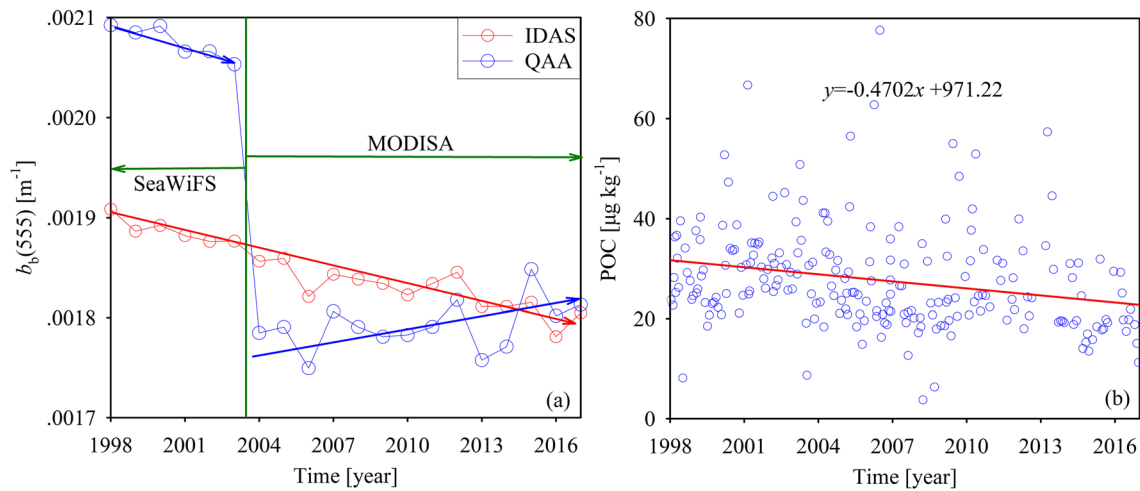 .0021
.0020
.0019
.0018
.0017
b_b(555) [m⁻¹]
IDAS
QAA
MODISA
SeaWiFS
(a)
1998 2001 2004 2007 2010 2013 2016
Time [year]
80
60
40
20
0
POC [µg kg⁻¹]
y=-0.4702x +971.22
(b)
1998 2001 2004 2007 2010 2013 2016
Time [year]